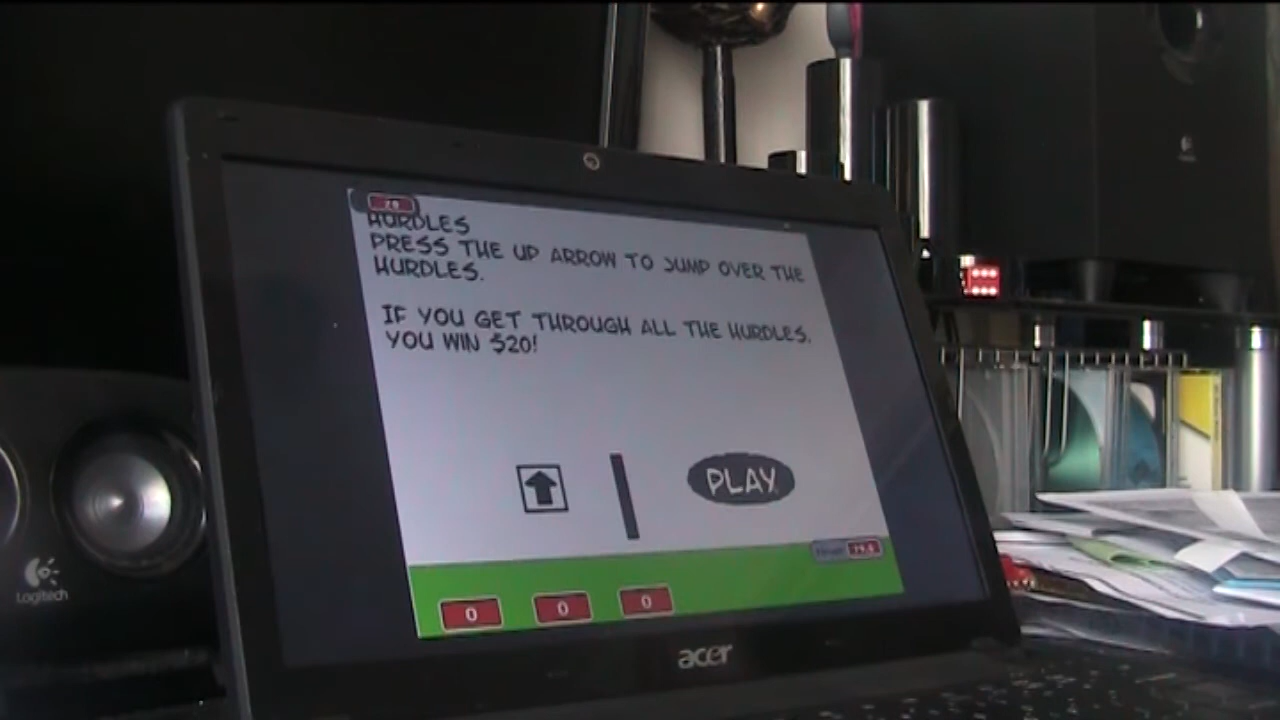 20
HURDLES
PRESS THE UP ARROW TO JUMP OVER THE
HURDLES.
IF YOU GET THROUGH ALL THE HURDLES,
YOU WIN $20!
PLAY
0 0 0
acer
Logitech